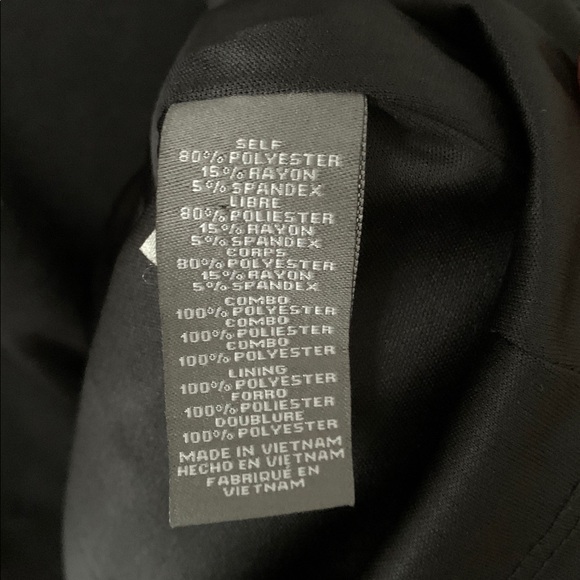 SELF
80% POLYESTER
15% RAYON
5% SPANDEX
LIBRE
80% POLIESTER
15% RAYON
5% SPANDEX
CORPS
80% POLYESTER
15% RAYON
5% SPANDEX
COMBO
100% POLYESTER
COMBO
100% POLIESTER
COMBO
100% POLYESTER
LINING
100% POLYESTER
FORRO
100% POLIESTER
DOUBLURE
100% POLYESTER
MADE IN VIETNAM
HECHO EN VIETNAM
FABRIQUÉ EN
VIETNAM